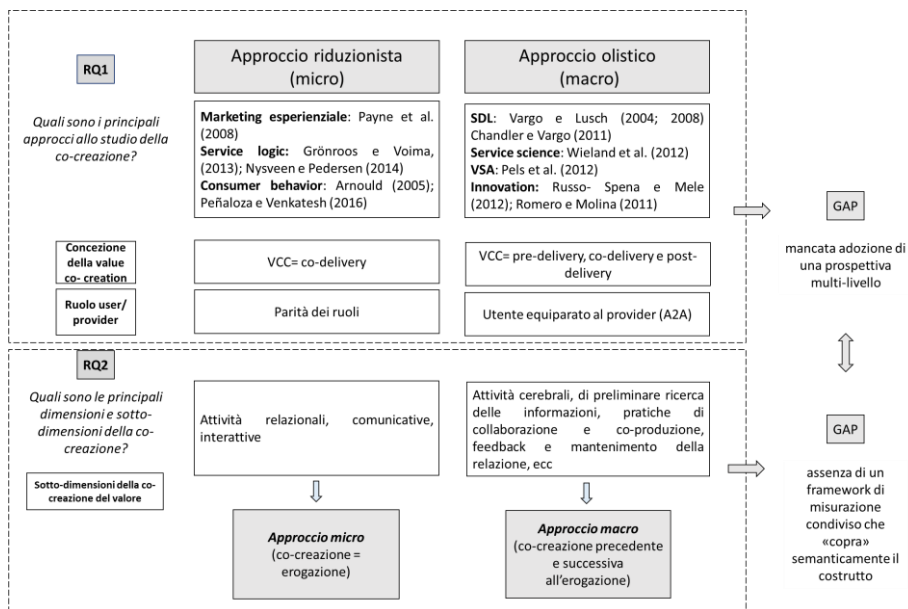 Approccio riduzionista
(micro)
Approccio olistico
(macro)
RQ1
Quali sono i principali
approcci allo studio della
co-creazione?
Marketing esperienziale: Payne et al.
(2008)
Service logic: Grönroos e Voima,
(2013); Nysveen e Pedersen (2014)
Consumer behavior: Arnould (2005);
Peñaloza e Venkatesh (2016)
SDL: Vargo e Lusch (2004; 2008)
Chandler e Vargo (2011)
Service science: Wieland et al. (2012)
VSA: Pels et al. (2012)
Innovation: Russo- Spena e Mele
(2012); Romero e Molina (2011)
GAP
mancata adozione di
una prospettiva
multi-livello
Concezione
della value
co- creation
VCC= co-delivery
VCC= pre-delivery, co-delivery e post-
delivery
Ruolo user/
provider
Parità dei ruoli
Utente equiparato al provider (A2A)
RQ2
Quali sono le principali
dimensioni e sotto-
dimensioni della co-
creazione?
Attività relazionali, comunicative,
interattive
Attività cerebrali, di preliminare ricerca
delle informazioni, pratiche di
collaborazione e co-produzione,
feedback e mantenimento della
relazione, ecc
GAP
assenza di un
framework di
misurazione
condiviso che
«copra»
semanticamente il
costrutto
Sotto-dimensioni della co-
creazione del valore
Approccio micro
(co-creazione =
erogazione)
Approccio macro
(co-creazione precedente
e successiva
all'erogazione)